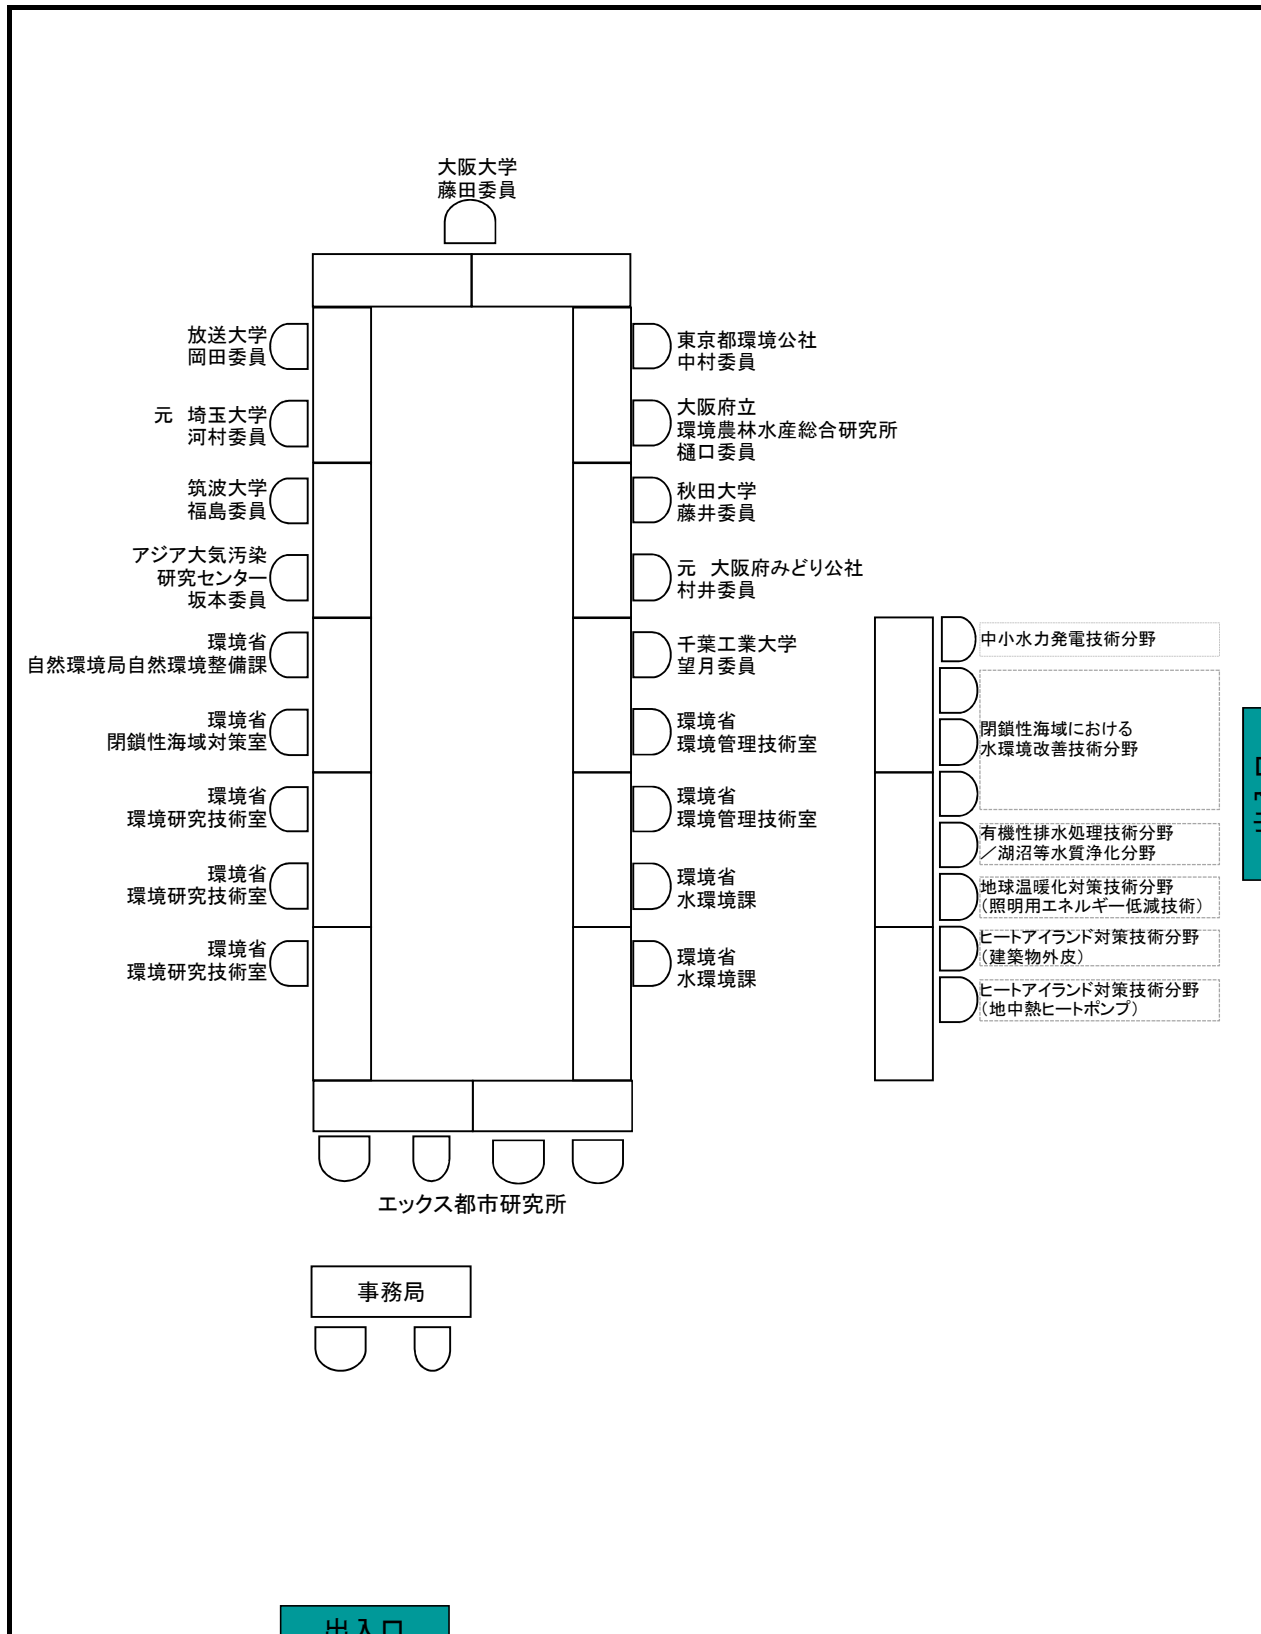 大阪大学
藤田委員
放送大学
岡田委員
元　埼玉大学
河村委員
筑波大学
福島委員
アジア大気汚染
研究センター
坂本委員
環境省
自然環境局自然環境整備課
環境省
閉鎖性海域対策室
環境省
環境研究技術室
環境省
環境研究技術室
環境省
環境研究技術室
東京都環境公社
中村委員
大阪府立
環境農林水産総合研究所
樋口委員
秋田大学
藤井委員
元　大阪府みどり公社
村井委員
千葉工業大学
望月委員
環境省
環境管理技術室
環境省
環境管理技術室
環境省
水環境課
環境省
水環境課
中小水力発電技術分野
閉鎖性海域における
水環境改善技術分野
有機性排水処理技術分野
／湖沼等水質浄化分野
地球温暖化対策技術分野
（照明用エネルギー低減技術）
ヒートアイランド対策技術分野
（建築物外皮）
ヒートアイランド対策技術分野
（地中熱ヒートポンプ）
エックス都市研究所
事務局
出入口